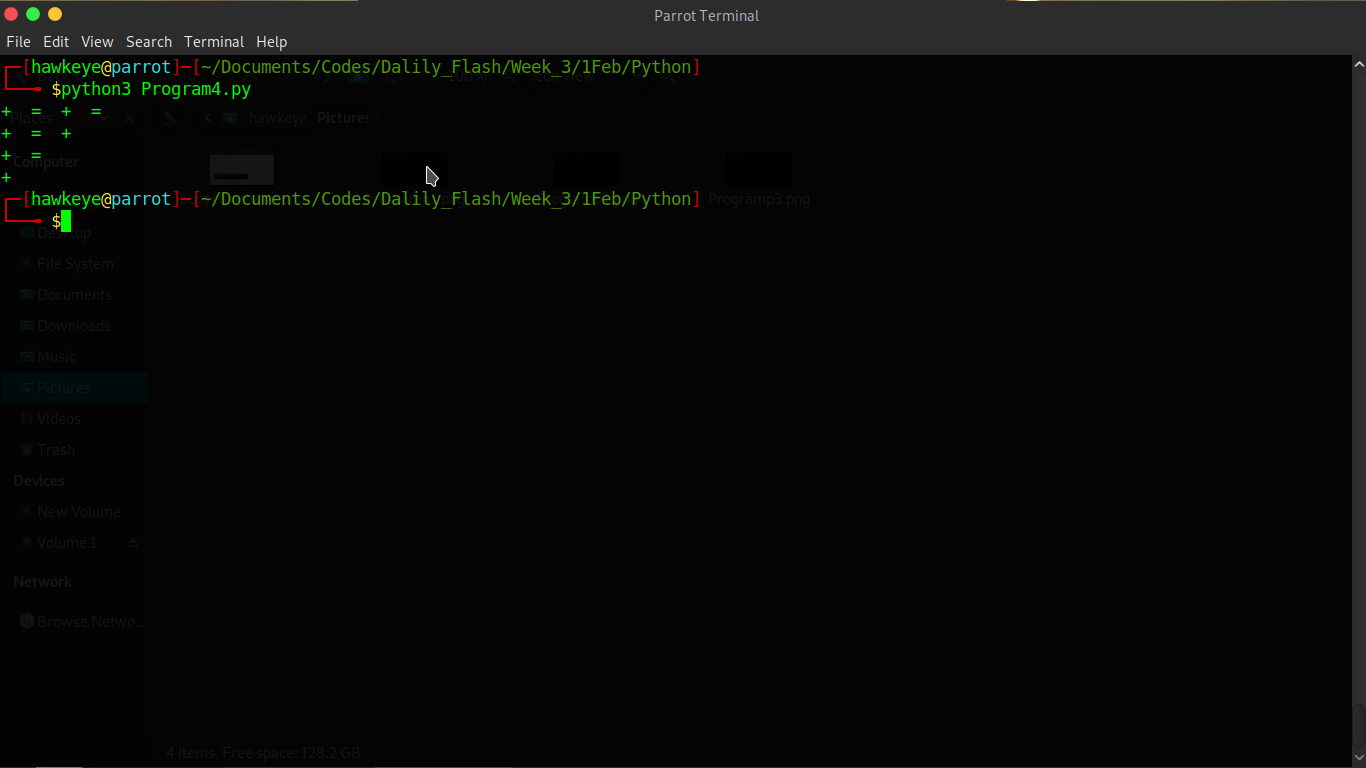 Parrot Terminal
File Edit View Search Terminal Help
┌─[hawkeye@parrot]─[~/Documents/Codes/Dalily_Flash/Week_3/1Feb/Python]
└──╼ $python3 Program4.py
+  =  +  =
+  =  +
+  =
+
┌─[hawkeye@parrot]─[~/Documents/Codes/Dalily_Flash/Week_3/1Feb/Python]
└──╼ $
Places
hawkeye Pictures
Computer
Programp3.png
Desktop
File System
Documents
Downloads
Music
Pictures
Videos
Trash
Devices
New Volume
Volume 1
Network
Browse Netwo...
4 items, Free space: 128.2 GB